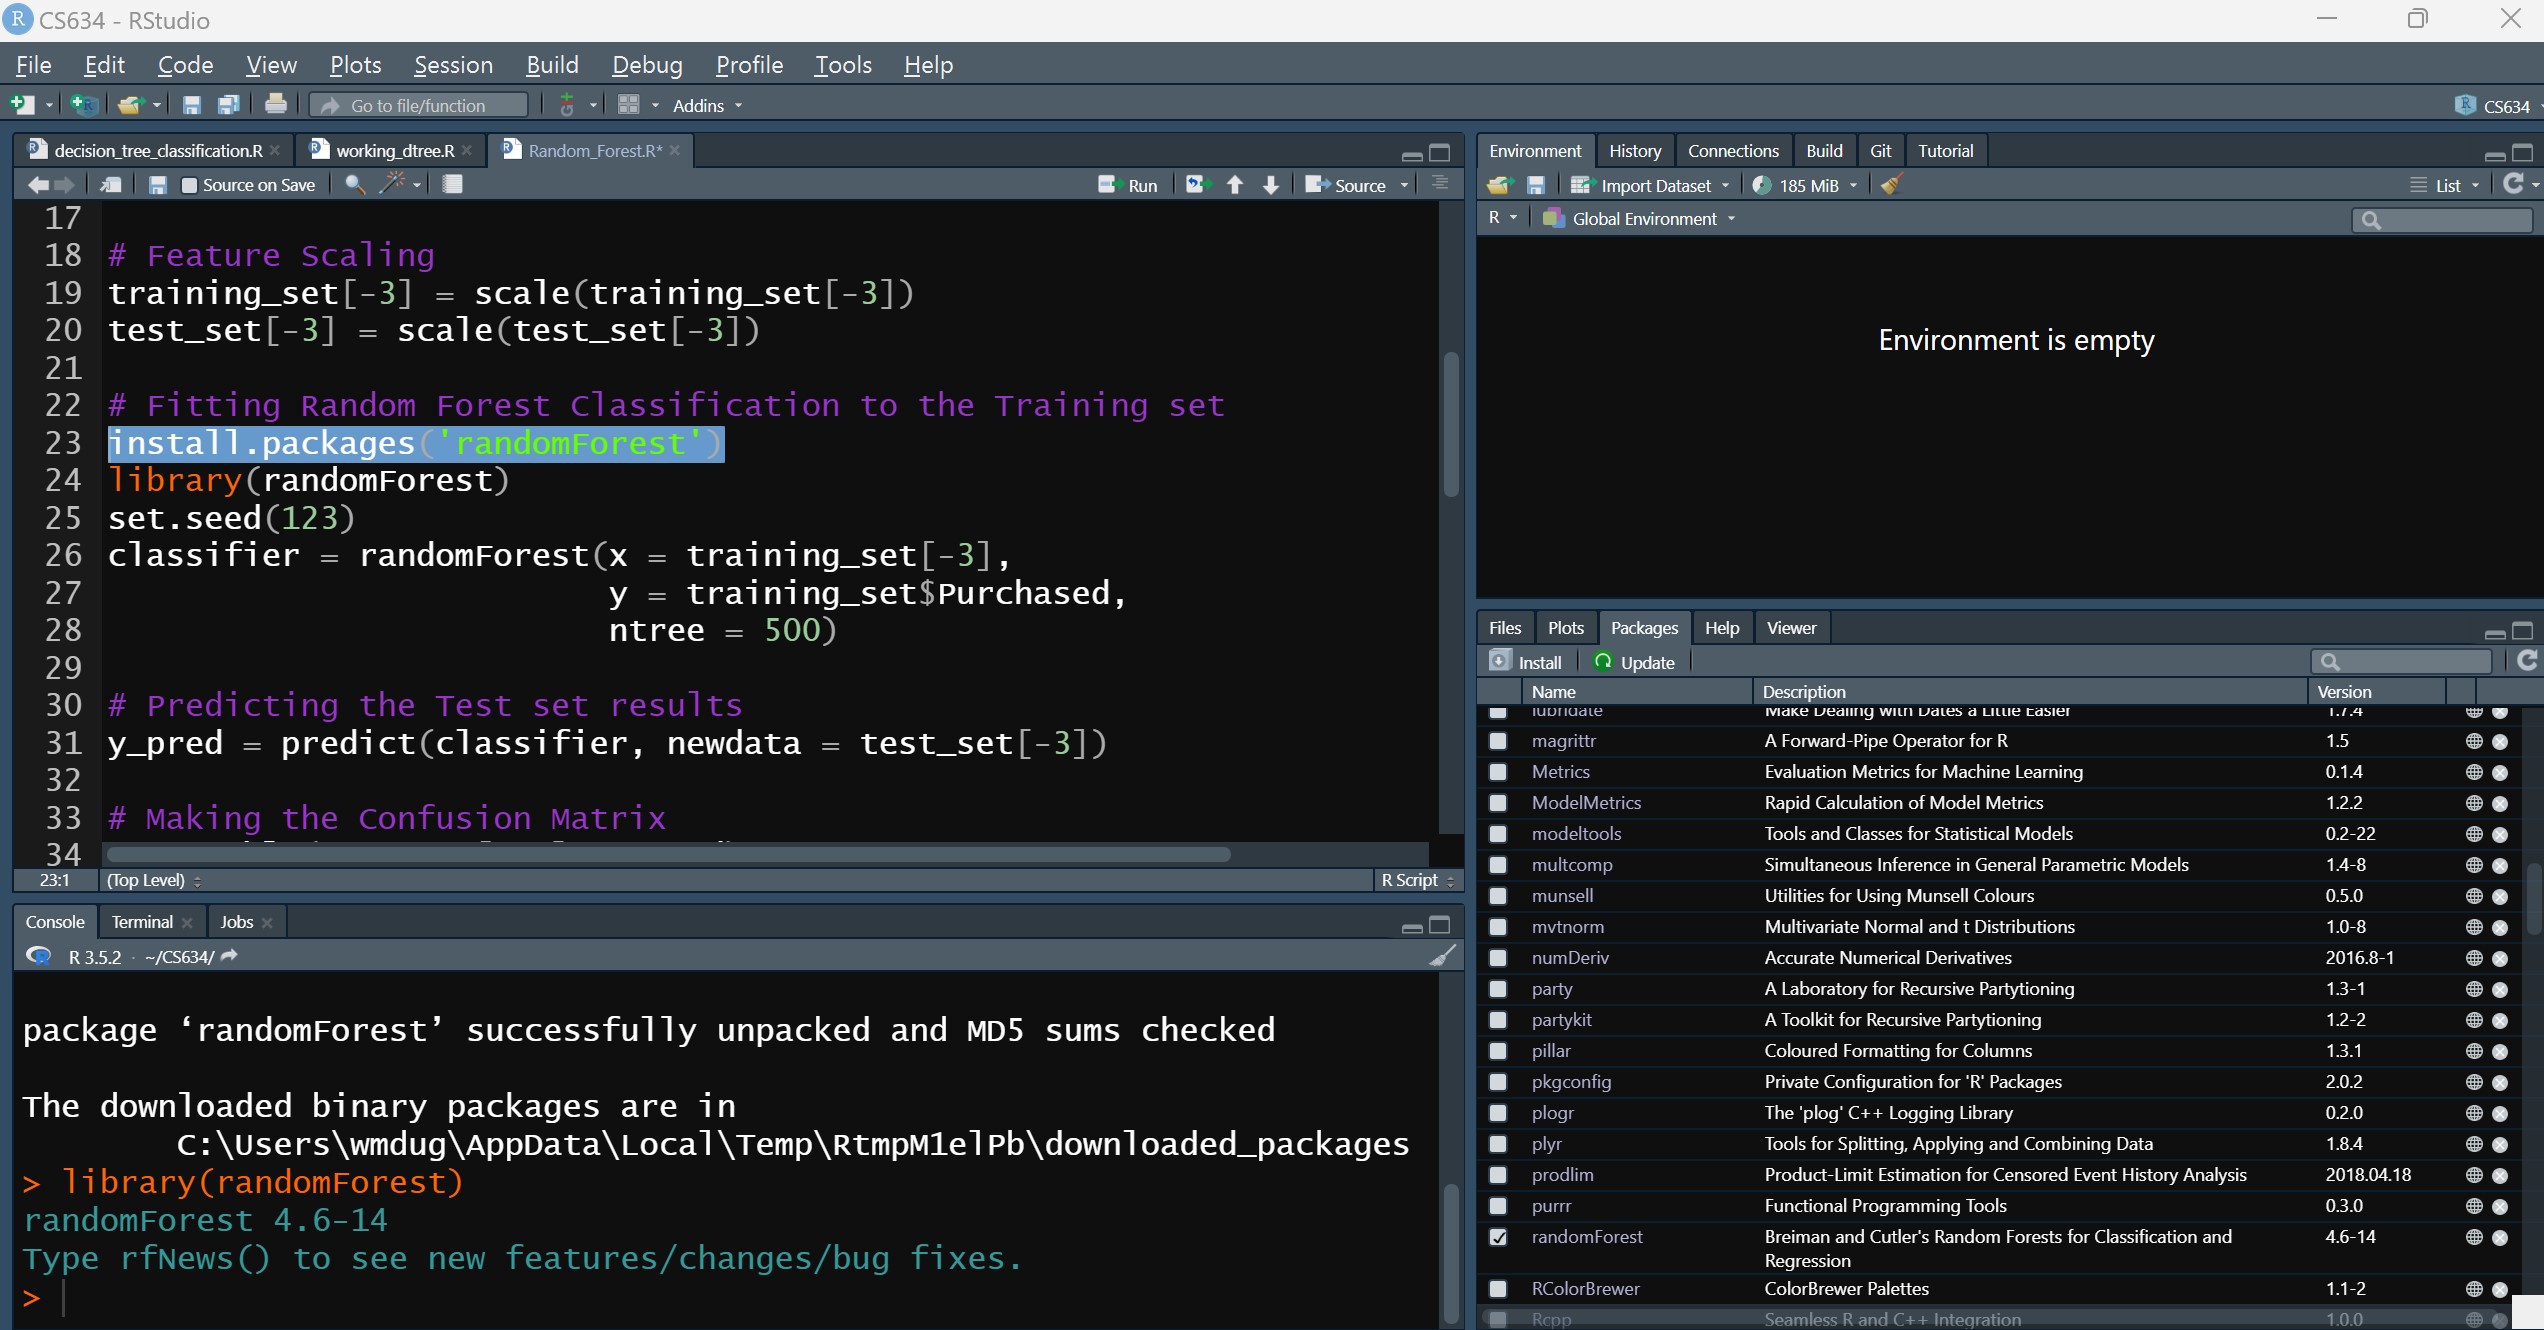 CS634 - RStudio
File Edit Code View Plots Session Build Debug Profile Tools Help
Go to file/function Addins CS634
decision_tree_classification.R working_dtree.R Random_Forest.R*
Source on Save Run Source
17
18 # Feature Scaling
19 training_set[-3] = scale(training_set[-3])
20 test_set[-3] = scale(test_set[-3])
21
22 # Fitting Random Forest Classification to the Training set
23 install.packages('randomForest')
24 library(randomForest)
25 set.seed(123)
26 classifier = randomForest(x = training_set[-3],
27 y = training_set$Purchased,
28 ntree = 500)
29
30 # Predicting the Test set results
31 y_pred = predict(classifier, newdata = test_set[-3])
32
33 # Making the Confusion Matrix
34
23:1 (Top Level) R Script
Console Terminal Jobs
R 3.5.2 · ~/CS634/
package ‘randomForest’ successfully unpacked and MD5 sums checked
The downloaded binary packages are in
C:\Users\wmdug\AppData\Local\Temp\RtmpM1elPb\downloaded_packages
> library(randomForest)
randomForest 4.6-14
Type rfNews() to see new features/changes/bug fixes.
>
Environment History Connections Build Git Tutorial
Import Dataset 185 MiB List
R Global Environment
Environment is empty
Files Plots Packages Help Viewer
Install Update
Name Description Version
lubridate Make Dealing with Dates a Little Easier 1.7.4
magrittr A Forward-Pipe Operator for R 1.5
Metrics Evaluation Metrics for Machine Learning 0.1.4
ModelMetrics Rapid Calculation of Model Metrics 1.2.2
modeltools Tools and Classes for Statistical Models 0.2-22
multcomp Simultaneous Inference in General Parametric Models 1.4-8
munsell Utilities for Using Munsell Colours 0.5.0
mvtnorm Multivariate Normal and t Distributions 1.0-8
numDeriv Accurate Numerical Derivatives 2016.8-1
party A Laboratory for Recursive Partytioning 1.3-1
partykit A Toolkit for Recursive Partytioning 1.2-2
pillar Coloured Formatting for Columns 1.3.1
pkgconfig Private Configuration for 'R' Packages 2.0.2
plogr The 'plog' C++ Logging Library 0.2.0
plyr Tools for Splitting, Applying and Combining Data 1.8.4
prodlim Product-Limit Estimation for Censored Event History Analysis 2018.04.18
purrr Functional Programming Tools 0.3.0
randomForest Breiman and Cutler's Random Forests for Classification and 4.6-14
Regression
RColorBrewer ColorBrewer Palettes 1.1-2
Rcpp Seamless R and C++ Integration 1.0.0